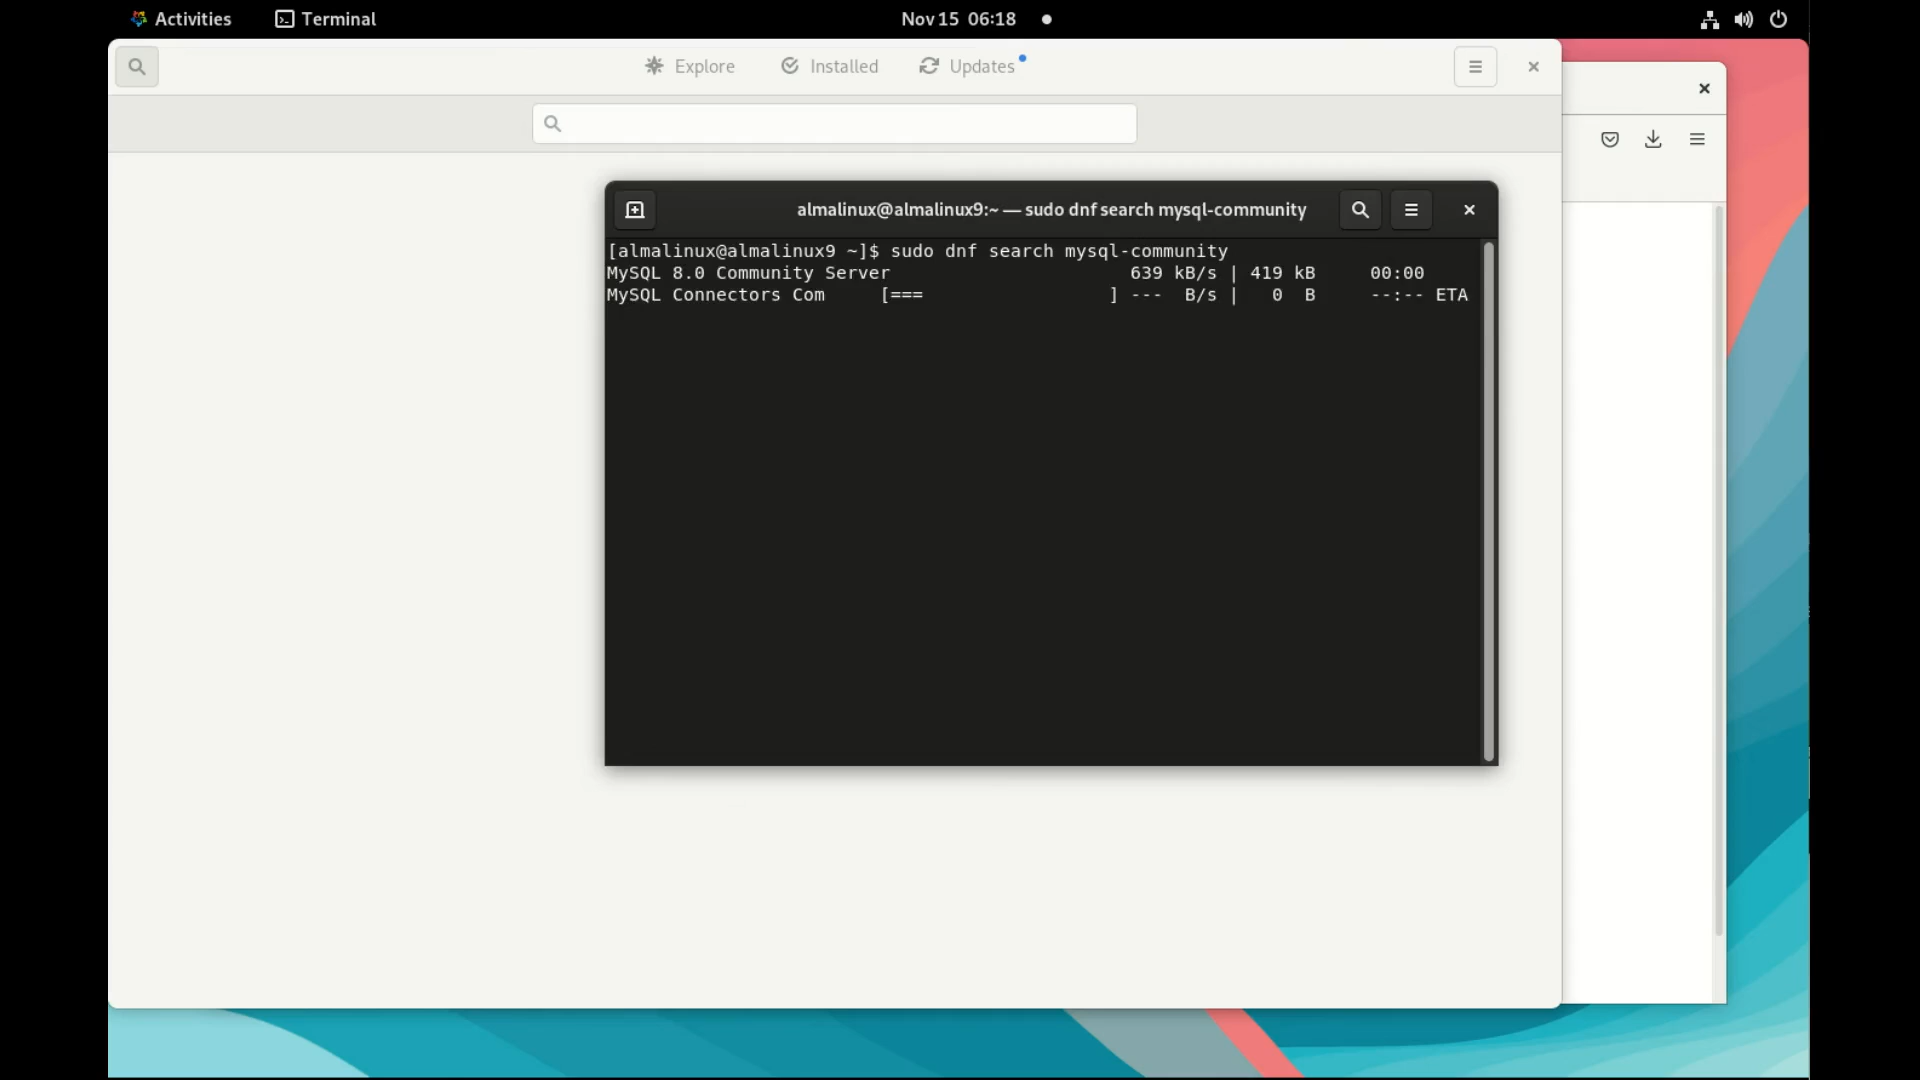 Activities Terminal Nov 15 06:18
Explore Installed Updates
almalinux@almalinux9:~ — sudo dnf search mysql-community
[almalinux@almalinux9 ~]$ sudo dnf search mysql-community
MySQL 8.0 Community Server                      639 kB/s | 419 kB     00:00
MySQL Connectors Com     [===                 ] ---  B/s |   0  B     --:-- ETA